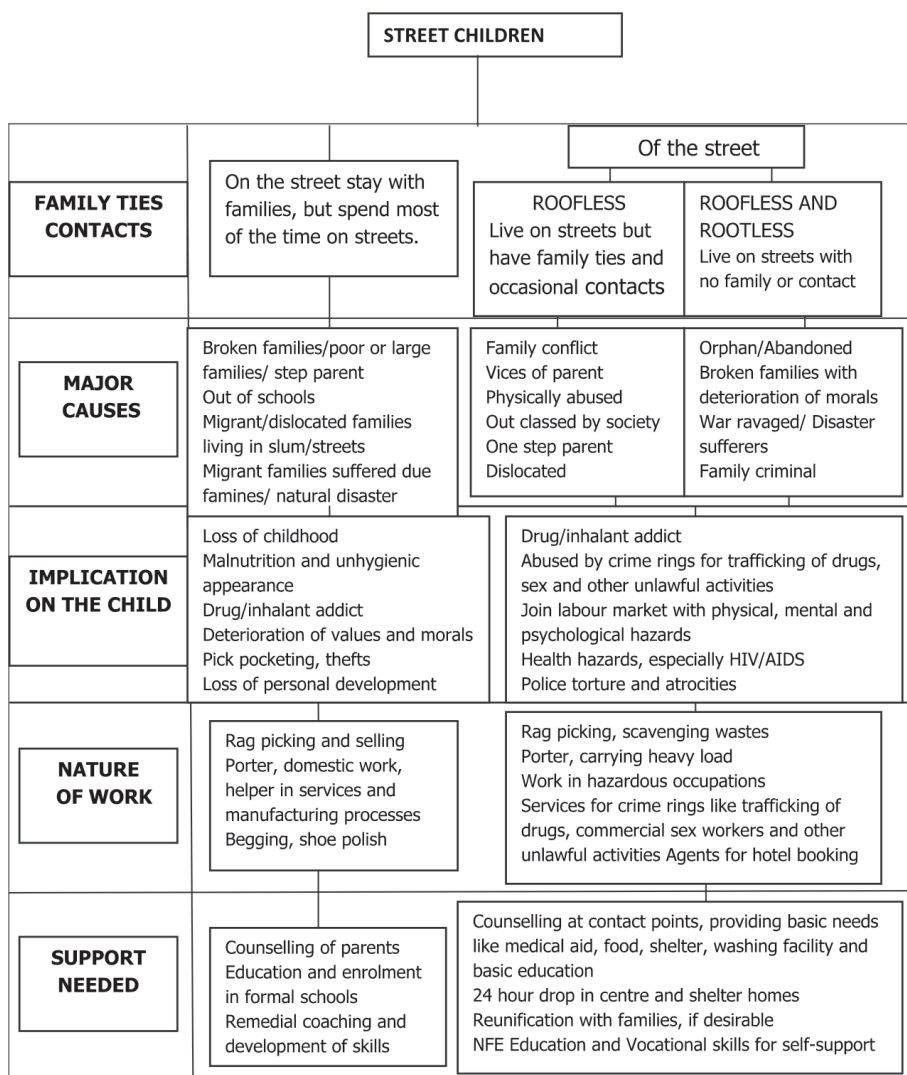 STREET CHILDREN
Of the street
FAMILY TIES
CONTACTS
On the street stay with
families, but spend most
of the time on streets.
ROOFLESS
Live on streets but
have family ties and
occasional contacts
ROOFLESS AND
ROOTLESS
Live on streets with
no family or contact
MAJOR
CAUSES
Broken families/poor or large
families/ step parent
Out of schools
Migrant/dislocated families
living in slum/streets
Migrant families suffered due
famines/ natural disaster
Family conflict
Vices of parent
Physically abused
Out classed by society
One step parent
Dislocated
Orphan/Abandoned
Broken families with
deterioration of morals
War ravaged/ Disaster
sufferers
Family criminal
IMPLICATION
ON THE CHILD
Loss of childhood
Malnutrition and unhygienic
appearance
Drug/inhalant addict
Deterioration of values and morals
Pick pocketing, thefts
Loss of personal development
Drug/inhalant addict
Abused by crime rings for trafficking of drugs,
sex and other unlawful activities
Join labour market with physical, mental and
psychological hazards
Health hazards, especially HIV/AIDS
Police torture and atrocities
NATURE
OF WORK
Rag picking and selling
Porter, domestic work,
helper in services and
manufacturing processes
Begging, shoe polish
Rag picking, scavenging wastes
Porter, carrying heavy load
Work in hazardous occupations
Services for crime rings like trafficking of
drugs, commercial sex workers and other
unlawful activities Agents for hotel booking
SUPPORT
NEEDED
Counselling of parents
Education and enrolment
in formal schools
Remedial coaching and
development of skills
Counselling at contact points, providing basic needs
like medical aid, food, shelter, washing facility and
basic education
24 hour drop in centre and shelter homes
Reunification with families, if desirable
NFE Education and Vocational skills for self-support